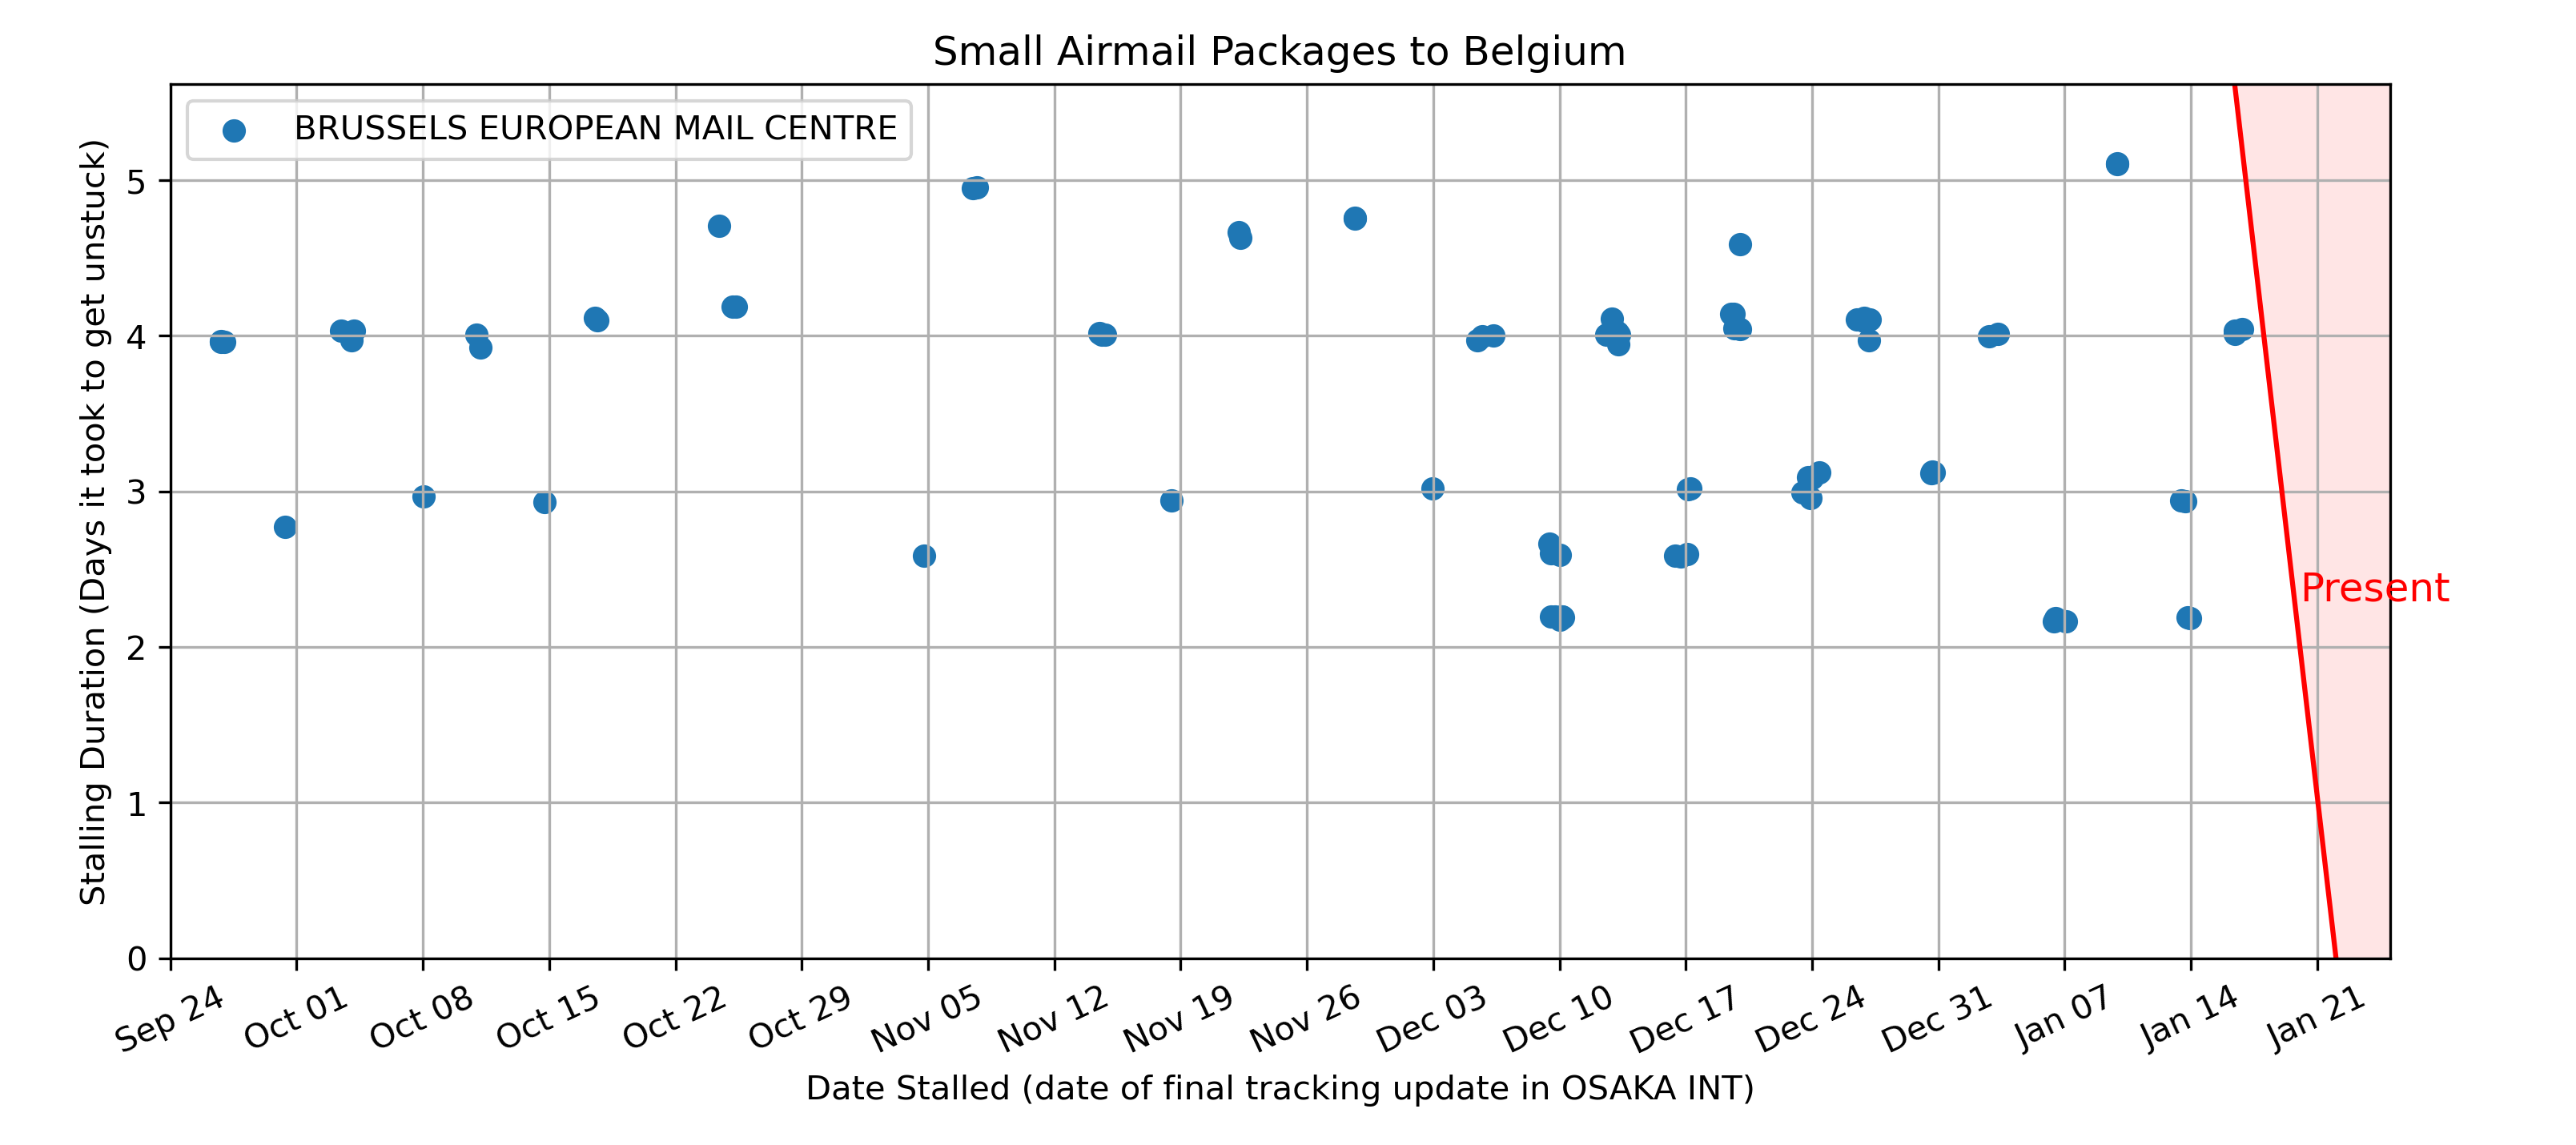 Small Airmail Packages to Belgium
BRUSSELS EUROPEAN MAIL CENTRE
Stalling Duration (Days it took to get unstuck)
5
4
3
2
1
0
Present
Sep 24
Oct 01
Oct 08
Oct 15
Oct 22
Oct 29
Nov 05
Nov 12
Nov 19
Nov 26
Dec 03
Dec 10
Dec 17
Dec 24
Dec 31
Jan 07
Jan 14
Jan 21
Date Stalled (date of final tracking update in OSAKA INT)